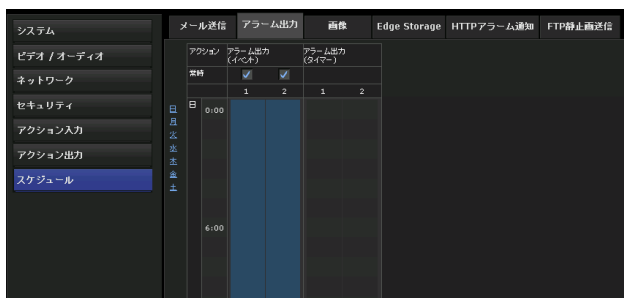 システム
ビデオ / オーディオ
ネットワーク
セキュリティ
アクション入力
アクション出力
スケジュール
メール送信 アラーム出力 画像 Edge Storage HTTPアラーム通知 FTP静止画送信
アクション アラーム出力 アラーム出力
(イベント) (タイマー)
常時
1 2 1 2
日 0:00
6:00
日
月
火
水
木
金
土